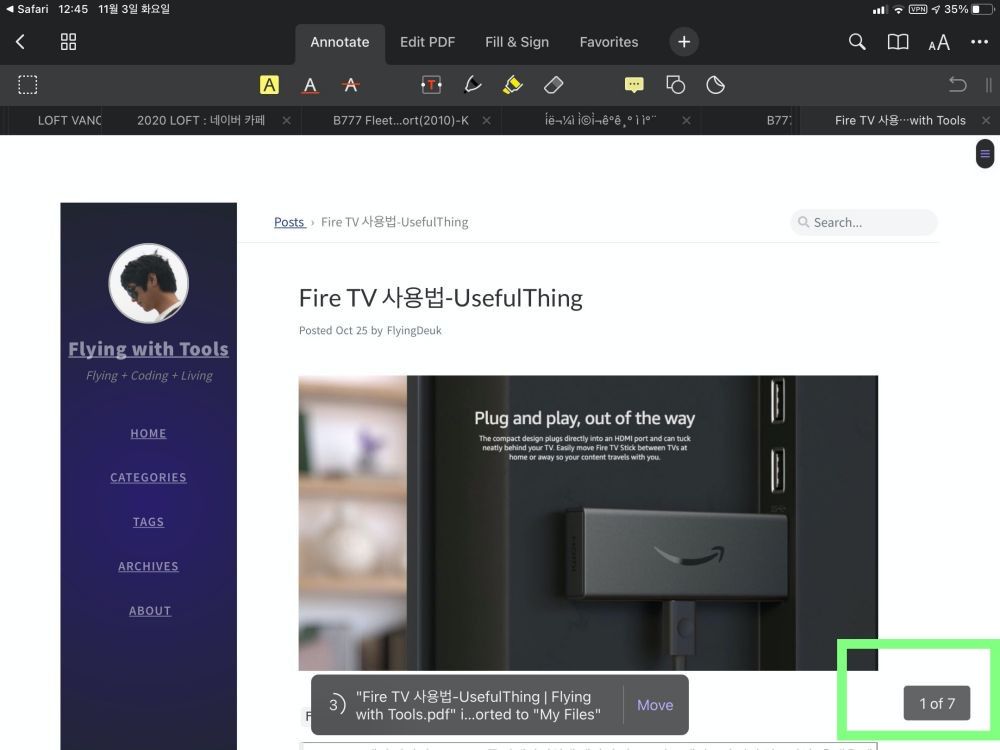 Safari 12:45 11월 3일 화요일
VPN 35%
Annotate Edit PDF Fill & Sign Favorites
AA
A A A T
LOFT VANC
2020 LOFT : 네이버 카페
B777 Fleet...ort(2010)-K
B777
Fire TV 사용…with Tools
Posts › Fire TV 사용법-UsefulThing
Search...
Fire TV 사용법-UsefulThing
Posted Oct 25 by FlyingDeuk
Flying with Tools
Flying + Coding + Living
HOME
CATEGORIES
TAGS
ARCHIVES
ABOUT
Plug and play, out of the way
The compact design plugs directly into an HDMI port and can tuck
neatly behind your TV. Easily move Fire TV Stick between TVs at
home or away so your content travels with you.
3
"Fire TV 사용법-UsefulThing | Flying
with Tools.pdf" i...orted to "My Files"
Move
1 of 7